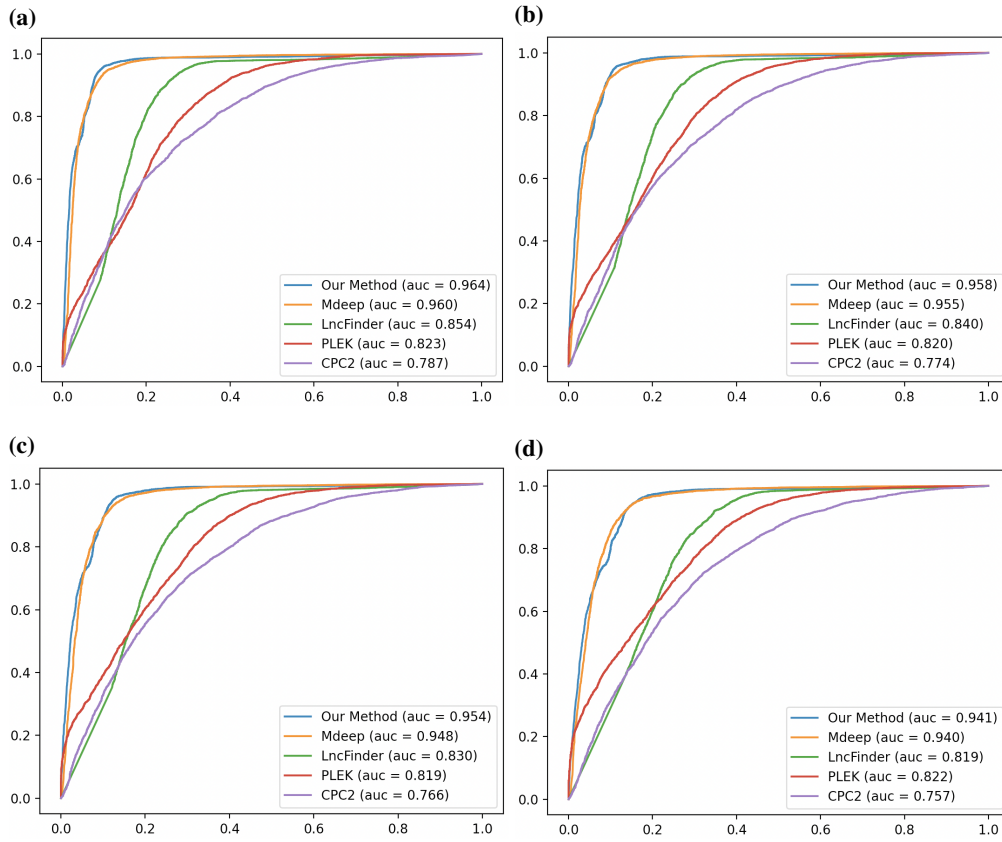 (a)
1.0
0.8
0.6
0.4
0.2
0.0
0.0 0.2 0.4 0.6 0.8 1.0
Our Method (auc = 0.964)
Mdeep (auc = 0.960)
LncFinder (auc = 0.854)
PLEK (auc = 0.823)
CPC2 (auc = 0.787)
(b)
1.0
0.8
0.6
0.4
0.2
0.0
0.0 0.2 0.4 0.6 0.8 1.0
Our Method (auc = 0.958)
Mdeep (auc = 0.955)
LncFinder (auc = 0.840)
PLEK (auc = 0.820)
CPC2 (auc = 0.774)
(c)
1.0
0.8
0.6
0.4
0.2
0.0
0.0 0.2 0.4 0.6 0.8 1.0
Our Method (auc = 0.954)
Mdeep (auc = 0.948)
LncFinder (auc = 0.830)
PLEK (auc = 0.819)
CPC2 (auc = 0.766)
(d)
1.0
0.8
0.6
0.4
0.2
0.0
0.0 0.2 0.4 0.6 0.8 1.0
Our Method (auc = 0.941)
Mdeep (auc = 0.940)
LncFinder (auc = 0.819)
PLEK (auc = 0.822)
CPC2 (auc = 0.757)